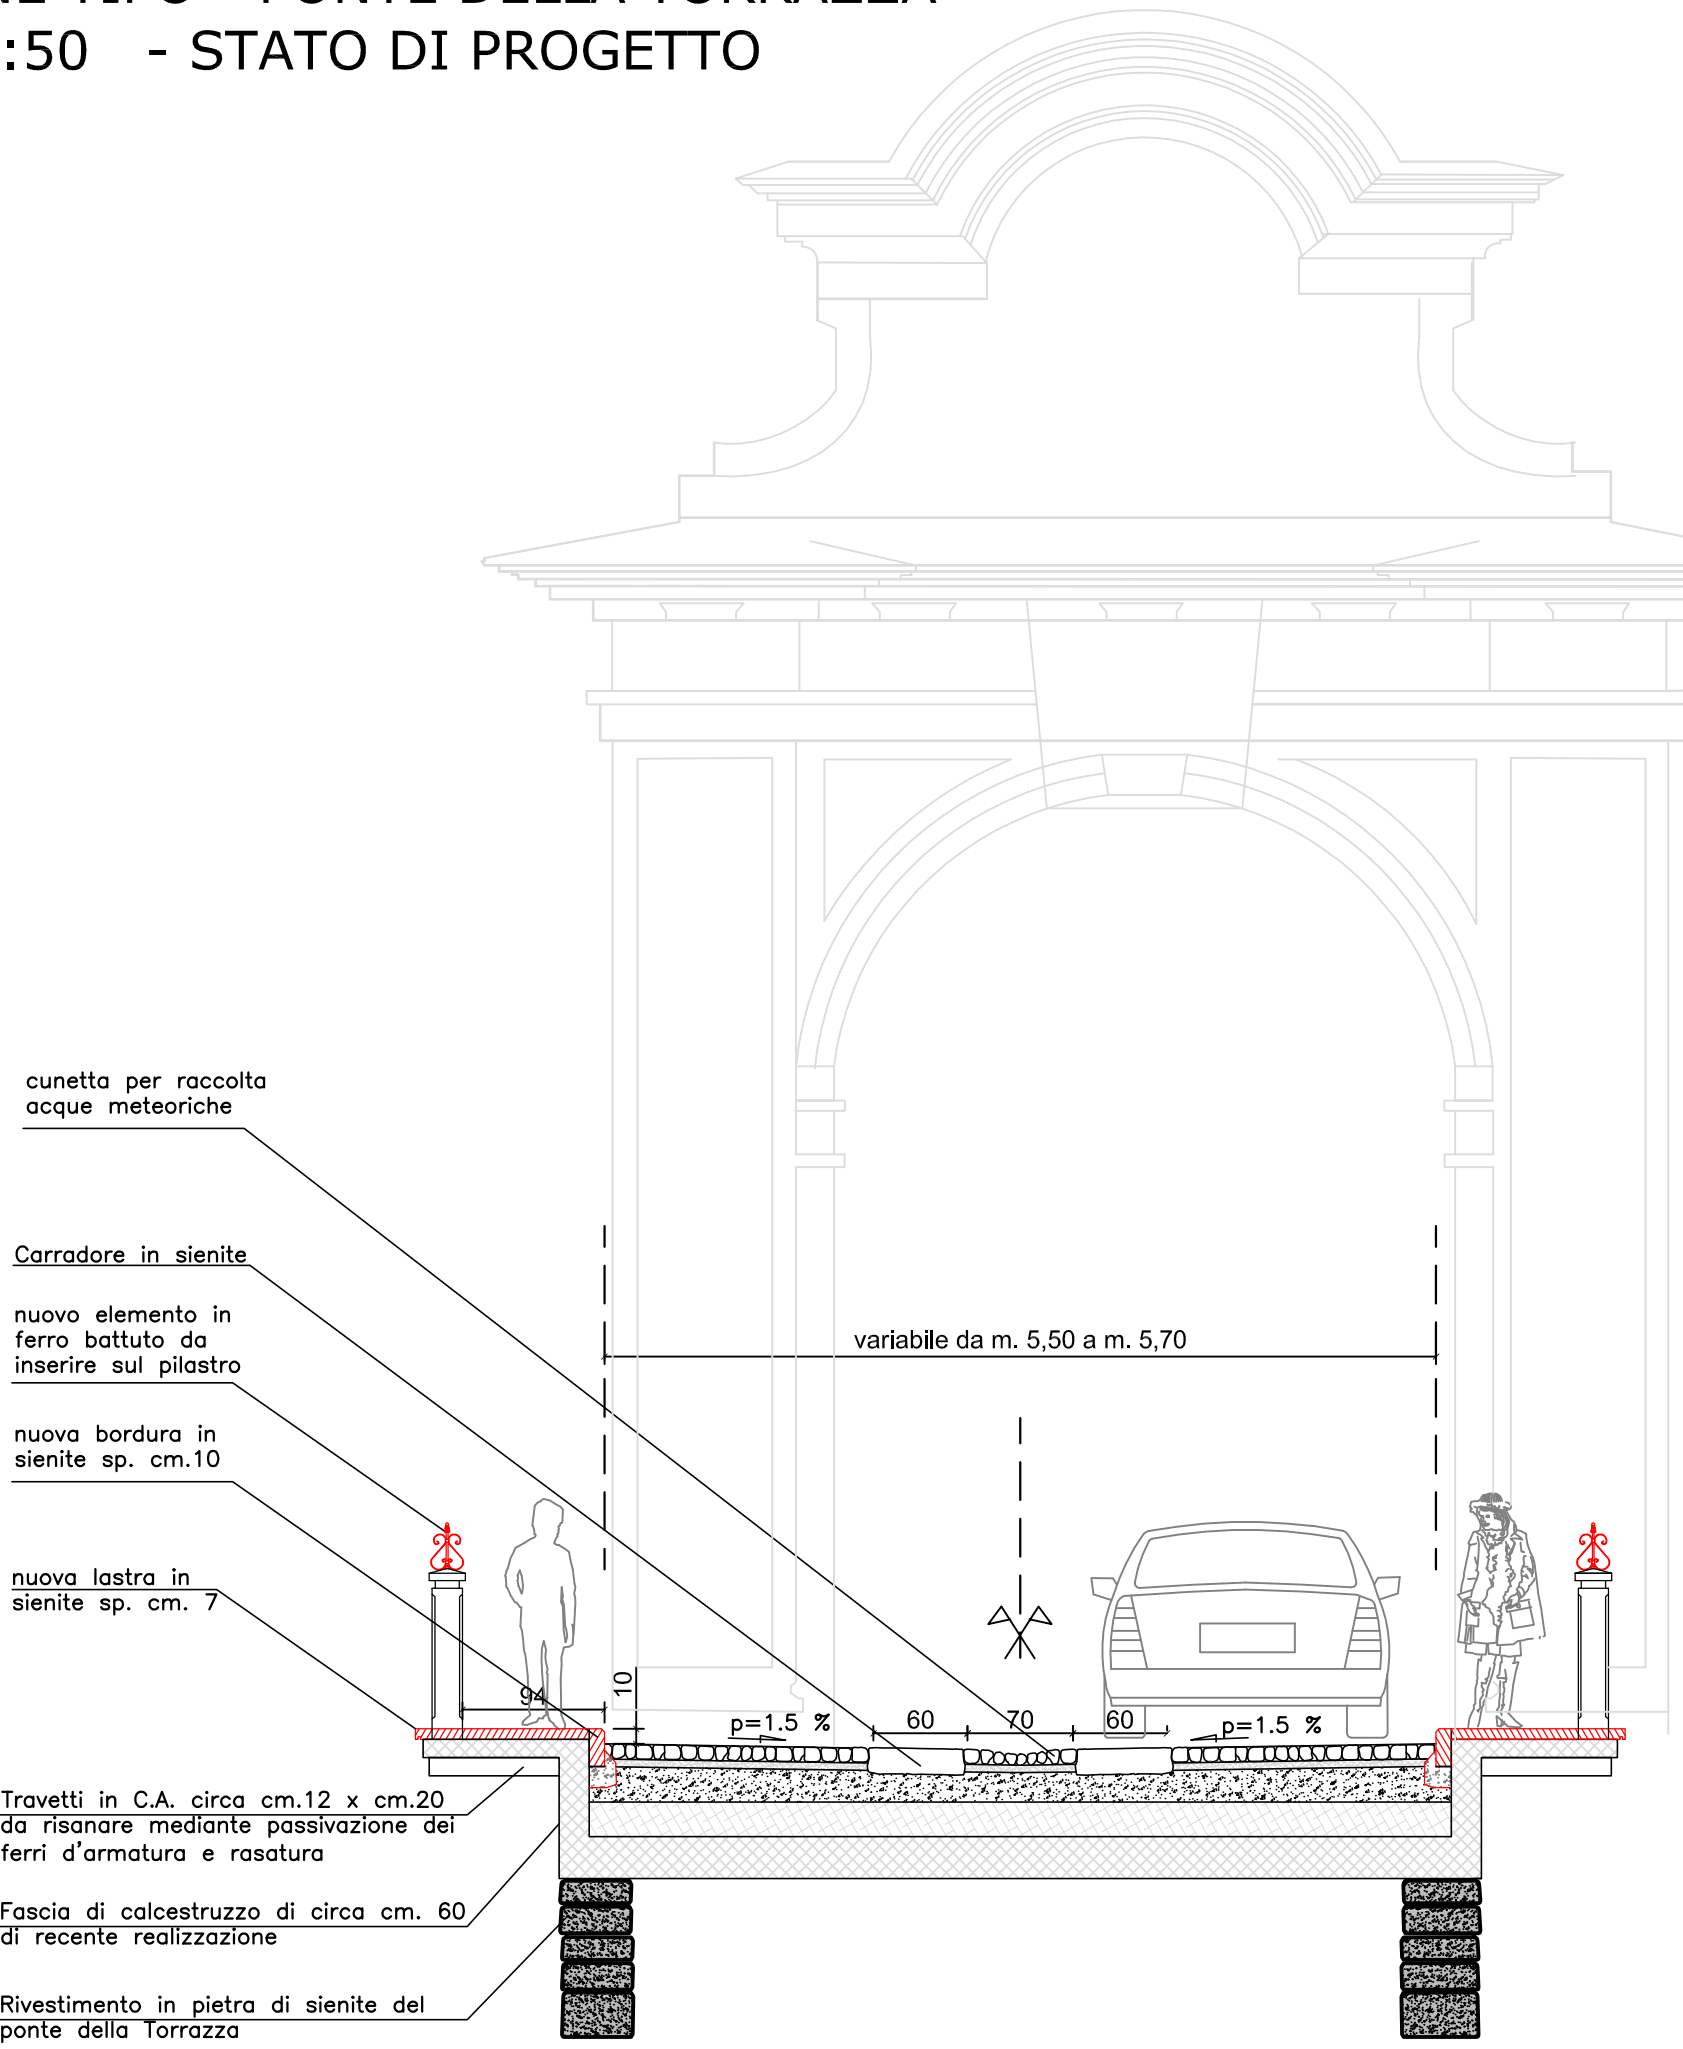 TIPO - PONTE DELLA TORRAZZA
:50 - STATO DI PROGETTO
cunetta per raccolta
acque meteoriche
Carradore in sienite
nuovo elemento in
ferro battuto da
inserire sul pilastro
nuova bordura in
sienite sp. cm.10
nuova lastra in
sienite sp. cm. 7
variabile da m. 5,50 a m. 5,70
94
10
p=1.5 %
60
70
60
p=1.5 %
Travetti in C.A. circa cm.12 x cm.20
da risanare mediante passivazione dei
ferri d'armatura e rasatura
Fascia di calcestruzzo di circa cm. 60
di recente realizzazione
Rivestimento in pietra di sienite del
ponte della Torrazza